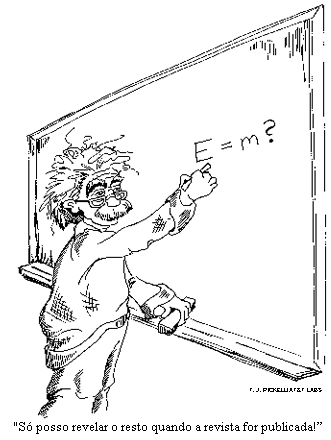 E = m?
"Só posso revelar o resto quando a revista for publicada!"